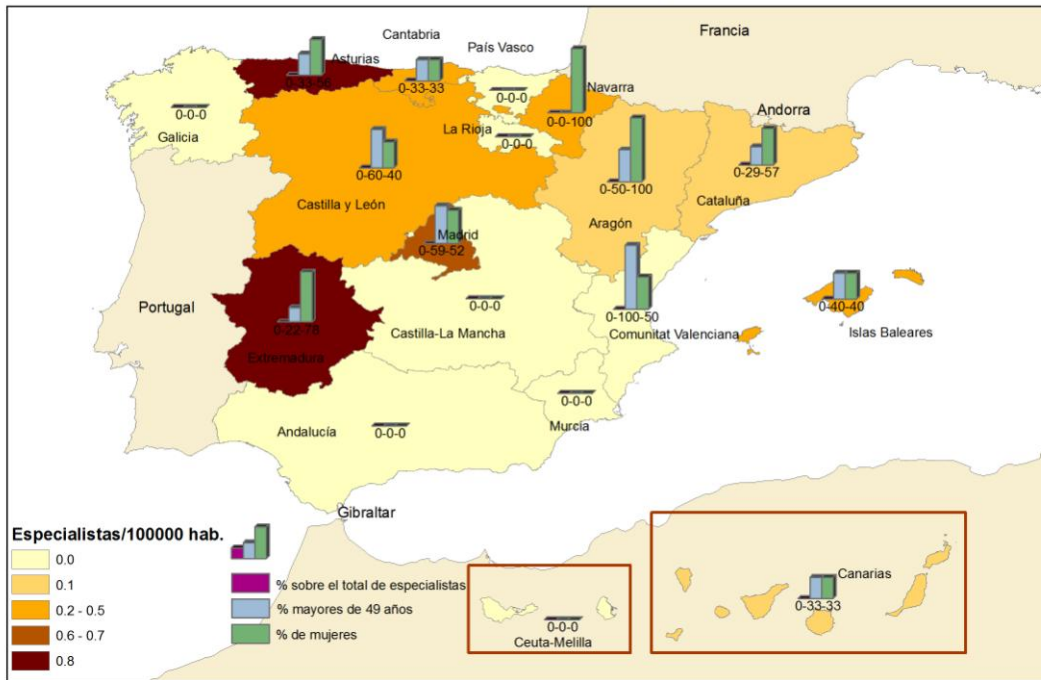 Cantabria
País Vasco
Francia
Asturias
0-33-56
0-33-33
Navarra
0-0-0
0-0-0
Galicia
La Rioja
0-0-0
0-0-100
Andorra
0-60-40
0-50-100
0-29-57
Castilla y León
Aragón
Cataluña
Madrid
0-59-52
Portugal
0-22-78
0-0-0
Castilla-La Mancha
0-100-50
Comunitat Valenciana
0-40-40
Islas Baleares
Extremadura
0-0-0
Murcia
Andalucía
0-0-0
Gibraltar
Especialistas/100000 hab.
0.0
0.1
0.2 - 0.5
0.6 - 0.7
0.8
% sobre el total de especialistas
% mayores de 49 años
% de mujeres
0-0-0
Ceuta-Melilla
Canarias
0-33-33